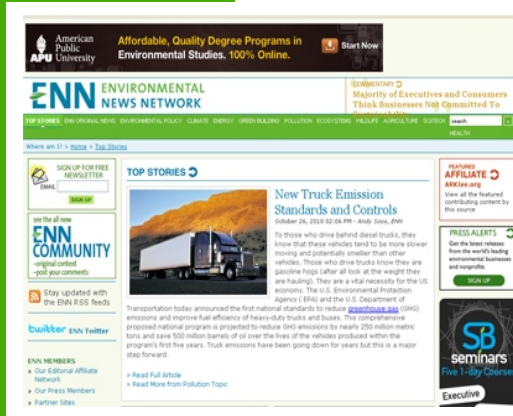 American
Public
APU University
Affordable, Quality Degree Programs in
Environmental Studies. 100% Online.
Start Now
ENN ENVIRONMENTAL
NEWS NETWORK
COMMENTARY
Majority of Executives and Consumers
Think Businesses Not Committed To
TOP STORIES ENN ORIGINAL NEWS ENVIRONMENTAL POLICY CLIMATE ENERGY GREEN BUILDING POLLUTION ECOSYSTEMS WILDLIFE AGRICULTURE SCI/TECH search
HEALTH
Where am I? > Home > Top Stories
SIGN UP FOR FREE
NEWSLETTER
EMAIL
SIGN UP
see the all new
ENN
COMMUNITY
-original content
-post your comments
Stay updated with
the ENN RSS feeds
twitter ENN Twitter
ENN MEMBERS
» Our Editorial Affiliate
Network
» Our Press Members
» Partner Sites
TOP STORIES
New Truck Emission
Standards and Controls
October 26, 2010 02:06 PM - Andy Soos, ENN
To those who drive behind diesel trucks, they
know that these vehicles tend to be more slower
moving and potentially smellier than other
vehicles. Those who drive trucks know they are
gasoline hogs (after all look at the weight they
are hauling). They are a vital necessity for the US
economy. The U.S. Environmental Protection
Agency ( EPA) and the U.S. Department of
Transportation today announced the first national standards to reduce greenhouse gas (GHG)
emissions and improve fuel efficiency of heavy-duty trucks and buses. This comprehensive
proposed national program is projected to reduce GHG emissions by nearly 250 million metric
tons and save 500 million barrels of oil over the lives of the vehicles produced within the
program's first five years. Truck emissions have been going down for years but this is a major
step forward.
» Read Full Article
» Read More from Pollution Topic
FEATURED
AFFILIATE
ARKive.org
View all the featured
contributing content by
this source
PRESS ALERTS
Get the latest releases
from the world's leading
environmental businesses
and nonprofits
SIGN UP
SB
seminars
Five 1-day Courses
Executive